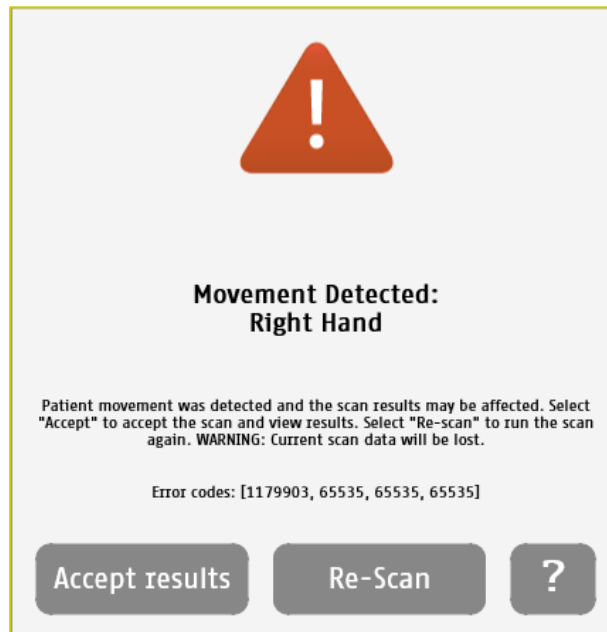 !
Movement Detected:
Right Hand
Patient movement was detected and the scan results may be affected. Select
"Accept" to accept the scan and view results. Select "Re-scan" to run the scan
again. WARNING: Current scan data will be lost.
Error codes: [1179903, 65535, 65535, 65535]
Accept results
Re-Scan
?